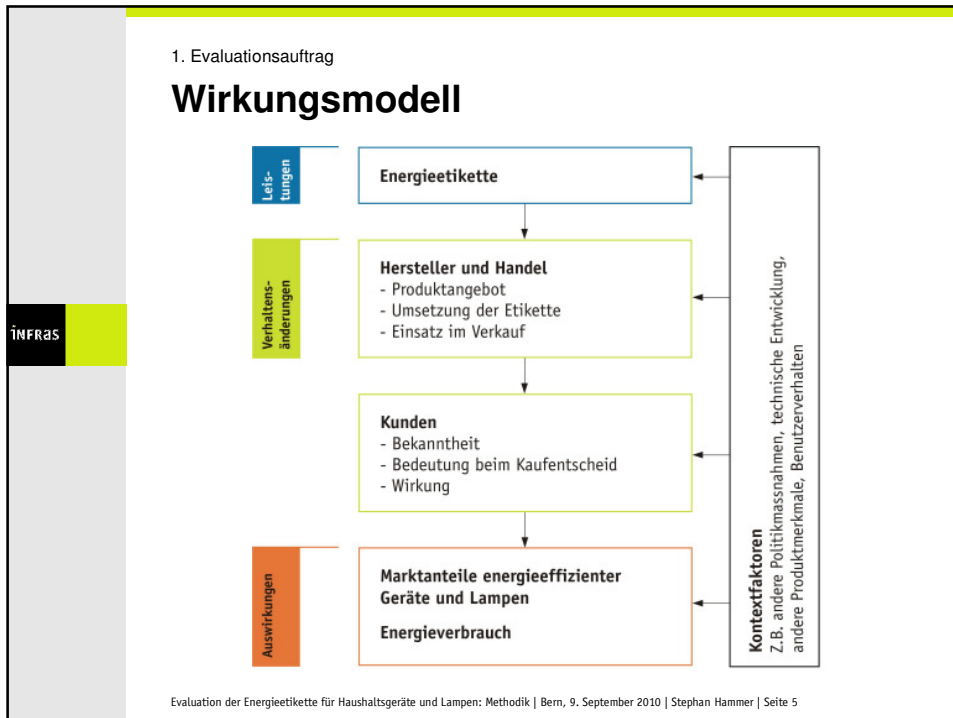 1. Evaluationsauftrag
Wirkungsmodell
Leis-
tungen
Energieetikette
Verhaltens-
änderungen
Hersteller und Handel
- Produktangebot
- Umsetzung der Etikette
- Einsatz im Verkauf
infras
Kunden
- Bekanntheit
- Bedeutung beim Kaufentscheid
- Wirkung
Auswirkungen
Marktanteile energieeffizienter
Geräte und Lampen
Energieverbrauch
Kontextfaktoren
Z.B. andere Politikmassnahmen, technische Entwicklung,
andere Produktmerkmale, Benutzerverhalten
Evaluation der Energieetikette für Haushaltsgeräte und Lampen: Methodik | Bern, 9. September 2010 | Stephan Hammer | Seite 5